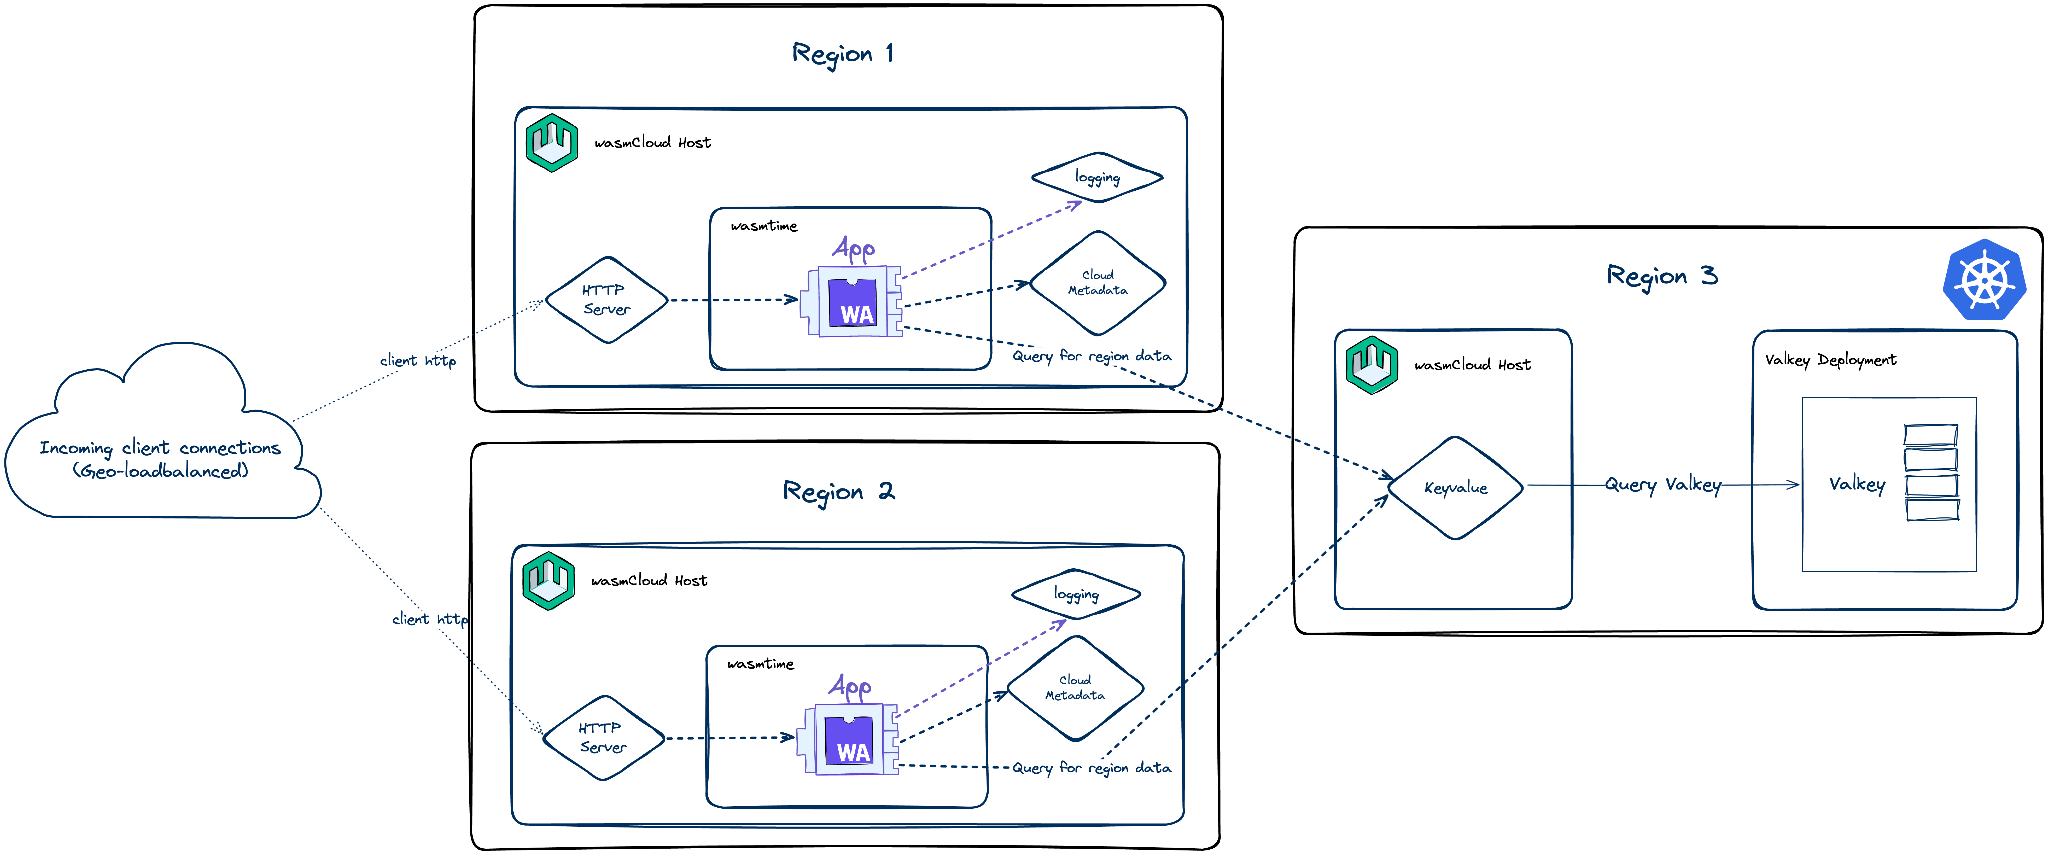 Region 1
wasmCloud Host
logging
wasmtime
App
Cloud
Metadata
HTTP
Server
WA
Query for region data
client http
Incoming client connections
(Geo-loadbalanced)
client http
Region 2
wasmCloud Host
logging
wasmtime
App
Cloud
Metadata
HTTP
Server
WA
Query for region data
Region 3
wasmCloud Host
Keyvalue
Query Valkey
Valkey Deployment
Valkey